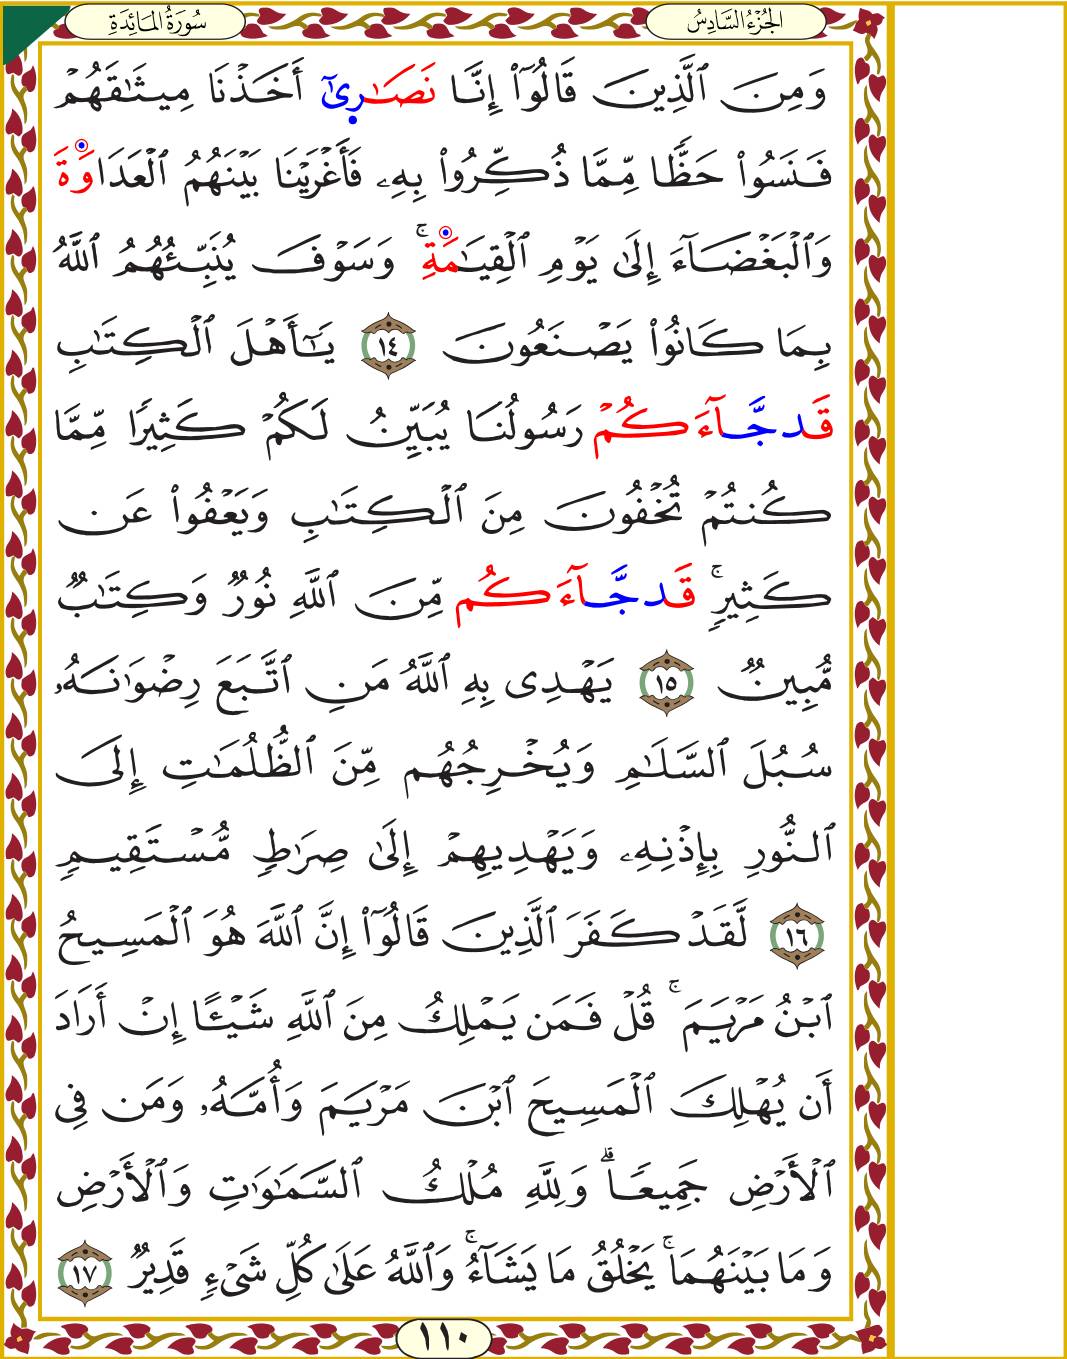 الجُزْءُ السَّادِسُ
سُورَةُ المَائِدَةِ
وَمِنَ ٱلَّذِينَ قَالُوٓاْ إِنَّا نَصَٰرِىٰٓ أَخَذْنَا مِيثَٰقَهُمْ
فَنَسُواْ حَظًّا مِّمَّا ذُكِّرُواْ بِهِۦ فَأَغْرَيْنَا بَيْنَهُمُ ٱلْعَدَاوَةَ
وَٱلْبَغْضَآءَ إِلَىٰ يَوْمِ ٱلْقِيَٰمَةِۚ وَسَوْفَ يُنَبِّئُهُمُ ٱللَّهُ
بِمَا كَانُواْ يَصْنَعُونَ ١٤ يَٰٓأَهْلَ ٱلْكِتَٰبِ
قَد جَّآءَكُمْ رَسُولُنَا يُبَيِّنُ لَكُمْ كَثِيرًا مِّمَّا
كُنتُمْ تُخْفُونَ مِنَ ٱلْكِتَٰبِ وَيَعْفُواْ عَن
كَثِيرٍۚ قَد جَّآءَكُم مِّنَ ٱللَّهِ نُورٌ وَكِتَٰبٌ
مُّبِينٌ ١٥ يَهْدِى بِهِ ٱللَّهُ مَنِ ٱتَّبَعَ رِضْوَٰنَهُۥ
سُبُلَ ٱلسَّلَٰمِ وَيُخْرِجُهُم مِّنَ ٱلظُّلُمَٰتِ إِلَى
ٱلنُّورِ بِإِذْنِهِۦ وَيَهْدِيهِمْ إِلَىٰ صِرَٰطٍ مُّسْتَقِيمٍ
١٦ لَّقَدْ كَفَرَ ٱلَّذِينَ قَالُوٓاْ إِنَّ ٱللَّهَ هُوَ ٱلْمَسِيحُ
ٱبْنُ مَرْيَمَۚ قُلْ فَمَن يَمْلِكُ مِنَ ٱللَّهِ شَيْـًٔا إِنْ أَرَادَ
أَن يُهْلِكَ ٱلْمَسِيحَ ٱبْنَ مَرْيَمَ وَأُمَّهُۥ وَمَن فِى
ٱلْأَرْضِ جَمِيعًاۗ وَلِلَّهِ مُلْكُ ٱلسَّمَٰوَٰتِ وَٱلْأَرْضِ
وَمَا بَيْنَهُمَاۚ يَخْلُقُ مَا يَشَآءُۚ وَٱللَّهُ عَلَىٰ كُلِّ شَىْءٍ قَدِيرٌ ١٧
١١٠